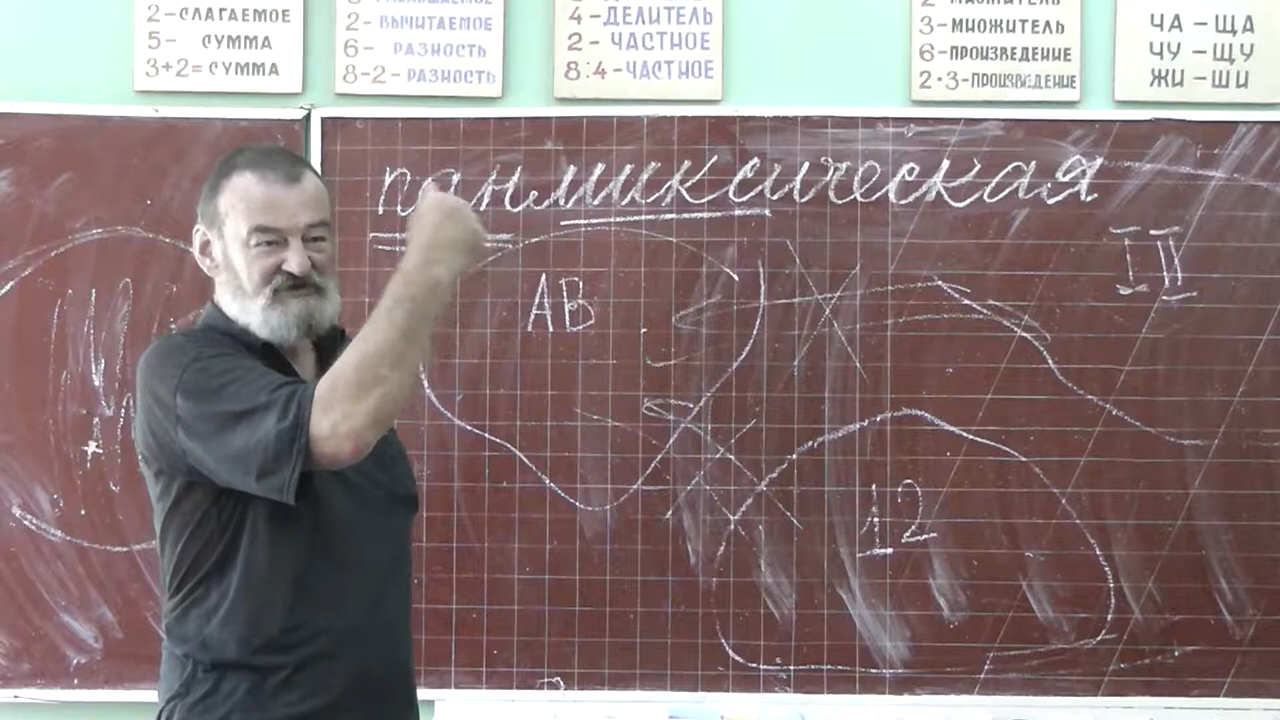 2-СЛАГАЕМОЕ
5- СУММА
3+2=СУММА
2-ВЫЧИТАЕМОЕ
6- РАЗНОСТЬ
8-2-РАЗНОСТЬ
4-ДЕЛИТЕЛЬ
2-ЧАСТНОЕ
8:4-ЧАСТНОЕ
3-МНОЖИТЕЛЬ
6-ПРОИЗВЕДЕНИЕ
2·3-ПРОИЗВЕДЕНИЕ
ЧА-ЩА
ЧУ-ЩУ
ЖИ-ШИ
панмиксическая
III
АВ
12